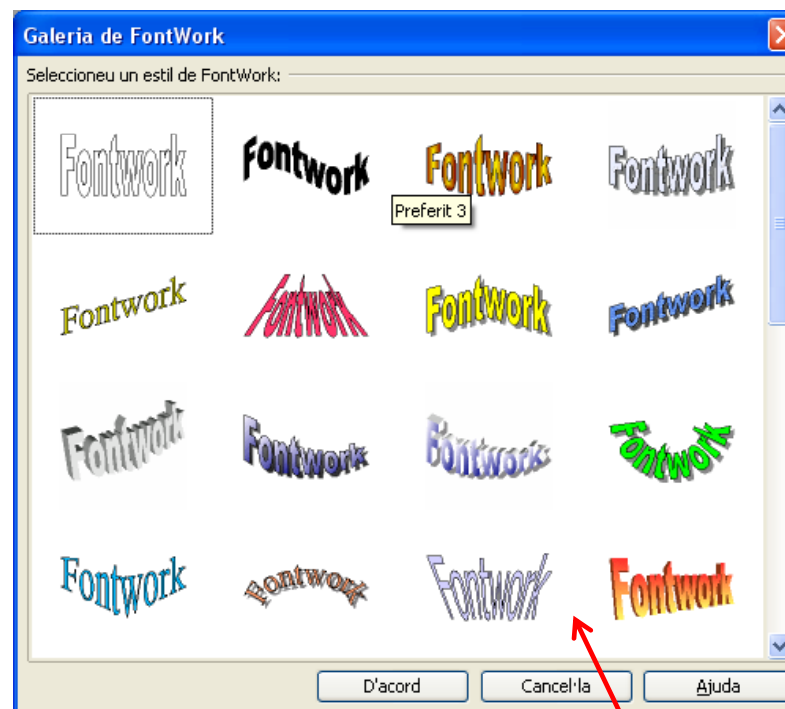 Galeria de FontWork
Seleccioneu un estil de FontWork:
Fontwork Fontwork Fontwork Fontwork
Preferit 3
Fontwork Fontwork Fontwork Fontwork
Fontwork Fontwork Fontwork Fontwork
Fontwork Fontwork Fontwork Fontwork
D'acord Cancel·la Ajuda